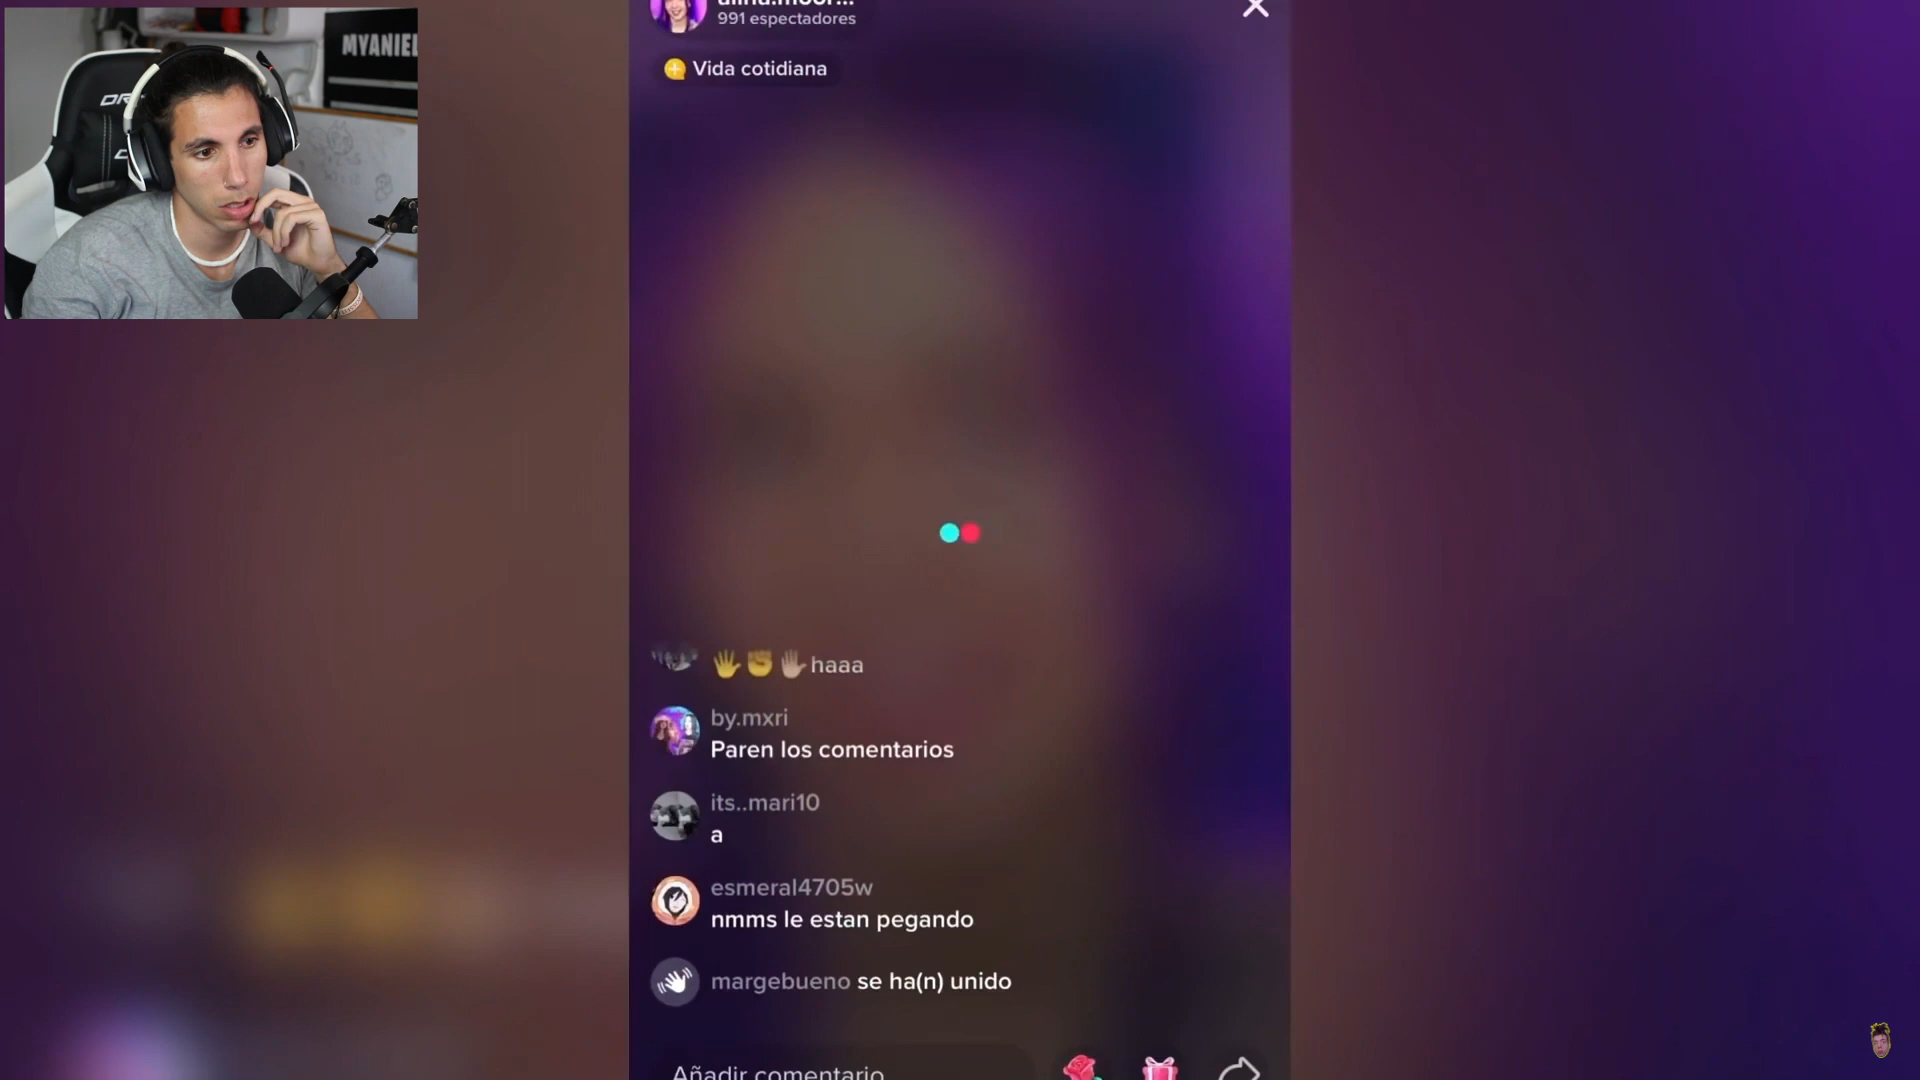 MYANIEL
991 espectadores
Vida cotidiana
🖐✊🖐haaa
by.mxri
Paren los comentarios
its..mari10
a
esmeral4705w
nmms le estan pegando
margebueno se ha(n) unido
Añadir comentario